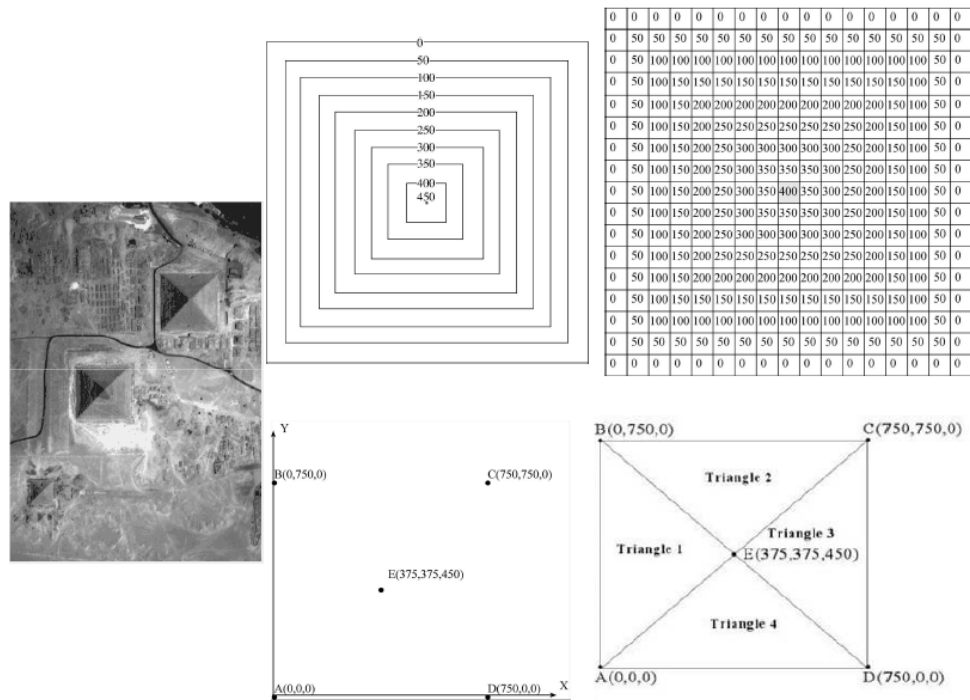 0
50
100
150
200
250
300
350
400
450
0 0 0 0 0 0 0 0 0 0 0 0 0 0 0 0 0
0 50 50 50 50 50 50 50 50 50 50 50 50 50 50 50 0
0 50 100 100 100 100 100 100 100 100 100 100 100 100 100 50 0
0 50 100 150 150 150 150 150 150 150 150 150 150 150 100 50 0
0 50 100 150 200 200 200 200 200 200 200 200 200 150 100 50 0
0 50 100 150 200 250 250 250 250 250 250 250 200 150 100 50 0
0 50 100 150 200 250 300 300 300 300 300 250 200 150 100 50 0
0 50 100 150 200 250 300 350 350 350 300 250 200 150 100 50 0
0 50 100 150 200 250 300 350 400 350 300 250 200 150 100 50 0
0 50 100 150 200 250 300 350 350 350 300 250 200 150 100 50 0
0 50 100 150 200 250 300 300 300 300 300 250 200 150 100 50 0
0 50 100 150 200 250 250 250 250 250 250 250 200 150 100 50 0
0 50 100 150 200 200 200 200 200 200 200 200 200 150 100 50 0
0 50 100 150 150 150 150 150 150 150 150 150 150 150 100 50 0
0 50 100 100 100 100 100 100 100 100 100 100 100 100 100 50 0
0 50 50 50 50 50 50 50 50 50 50 50 50 50 50 50 0
0 0 0 0 0 0 0 0 0 0 0 0 0 0 0 0 0
Y
B(0,750,0) C(750,750,0)
E(375,375,450)
X
A(0,0,0) D(750,0,0)
B(0,750,0) C(750,750,0)
Triangle 2
Triangle 3
Triangle 1
E(375,375,450)
Triangle 4
A(0,0,0) D(750,0,0)